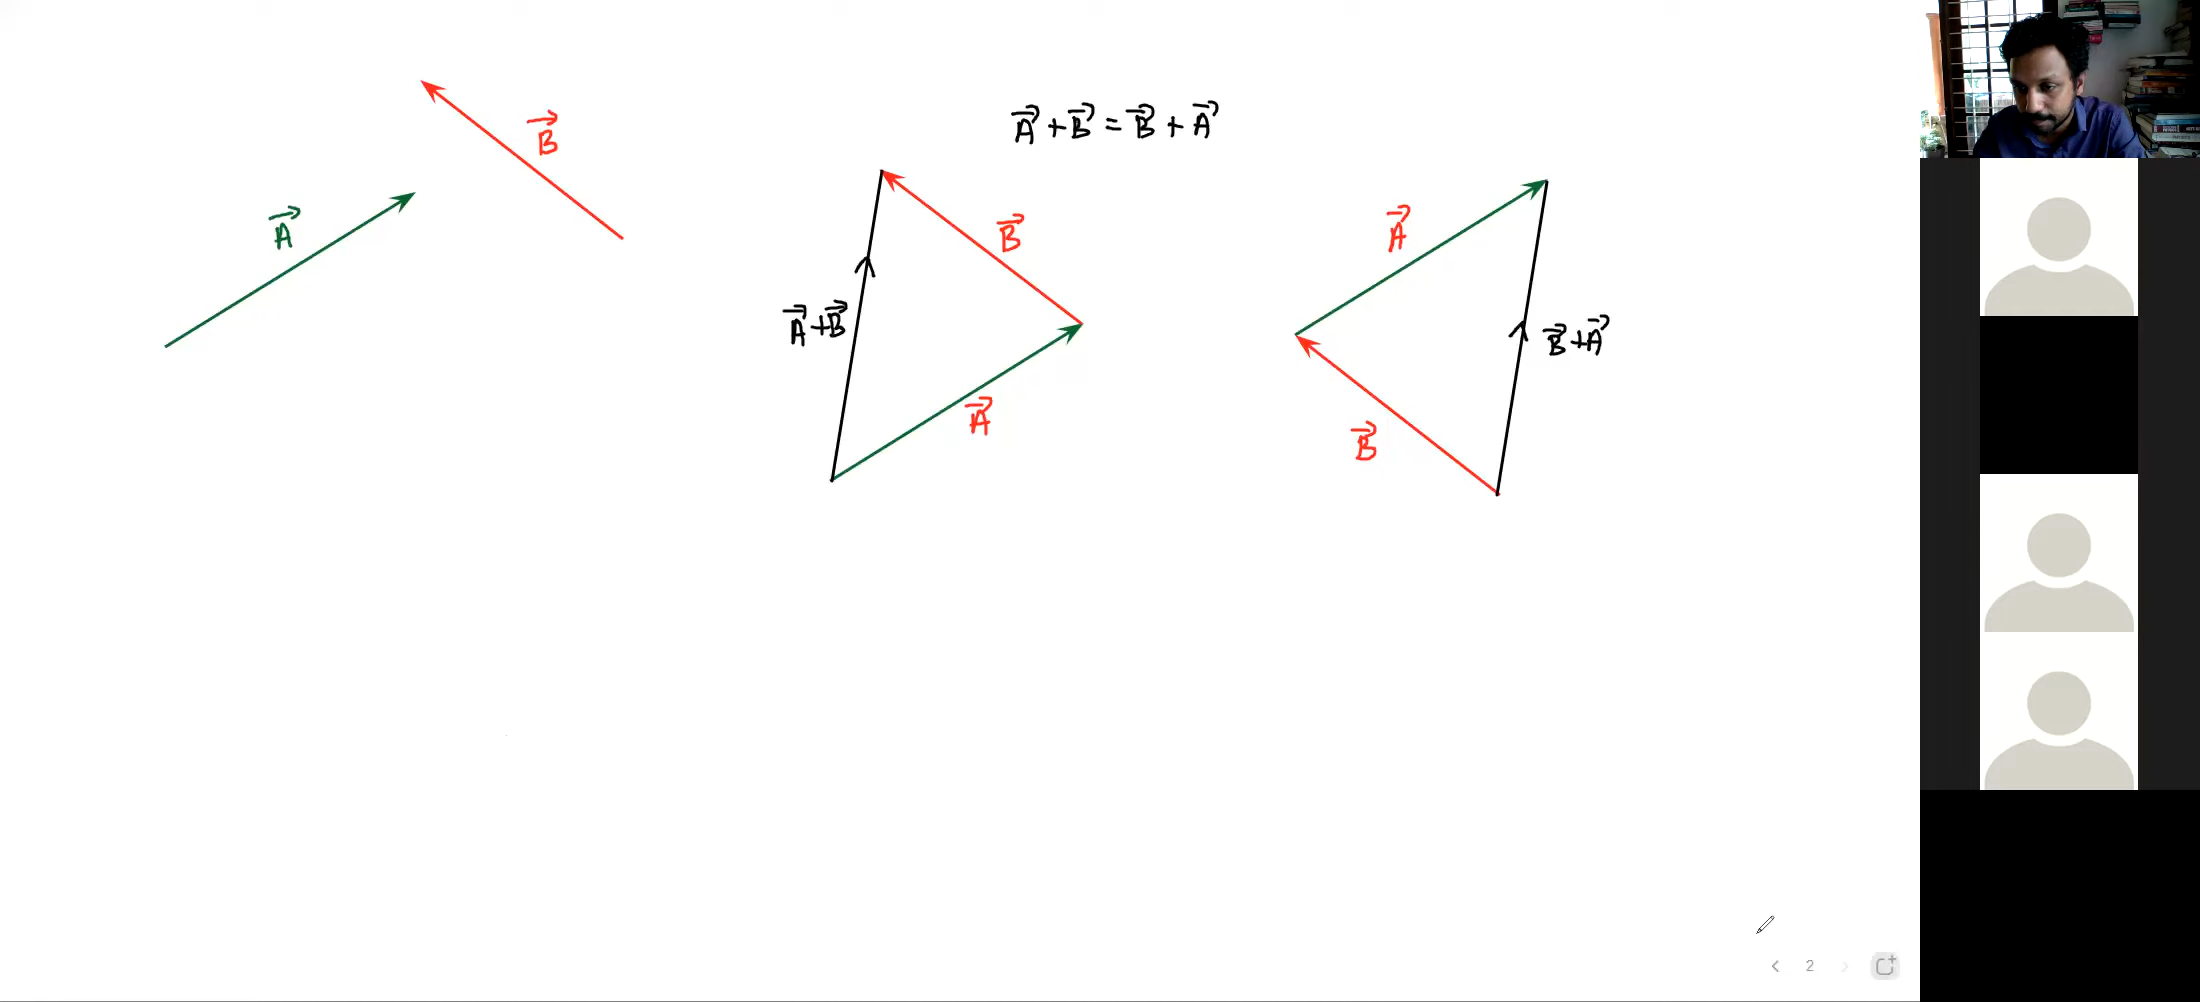 B⃗
A⃗
A⃗ + B⃗ = B⃗ + A⃗
B⃗
A⃗ + B⃗
A⃗
A⃗
B⃗ + A⃗
B⃗
2